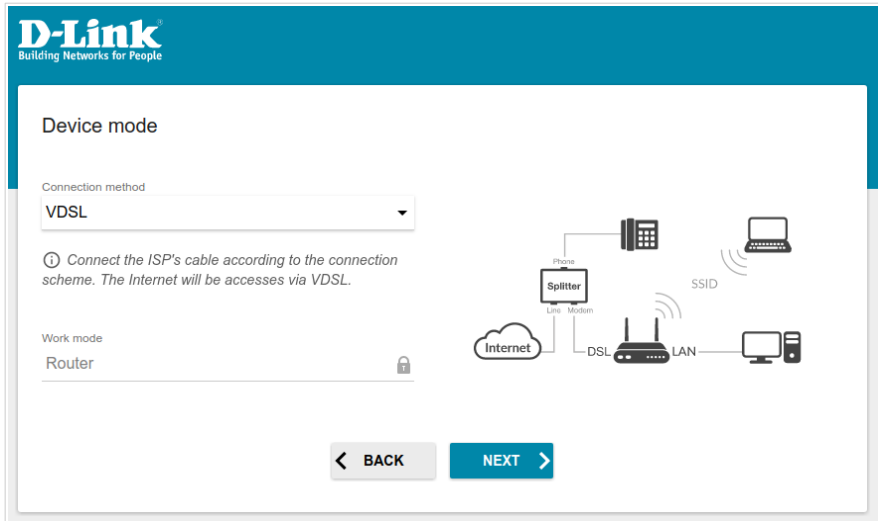 D-Link
Building Networks for People
Device mode
Connection method
VDSL
Connect the ISP's cable according to the connection
scheme. The Internet will be accesses via VDSL.
Work mode
Router
Phone
Splitter
Line Modem
SSID
Internet
DSL
LAN
BACK
NEXT